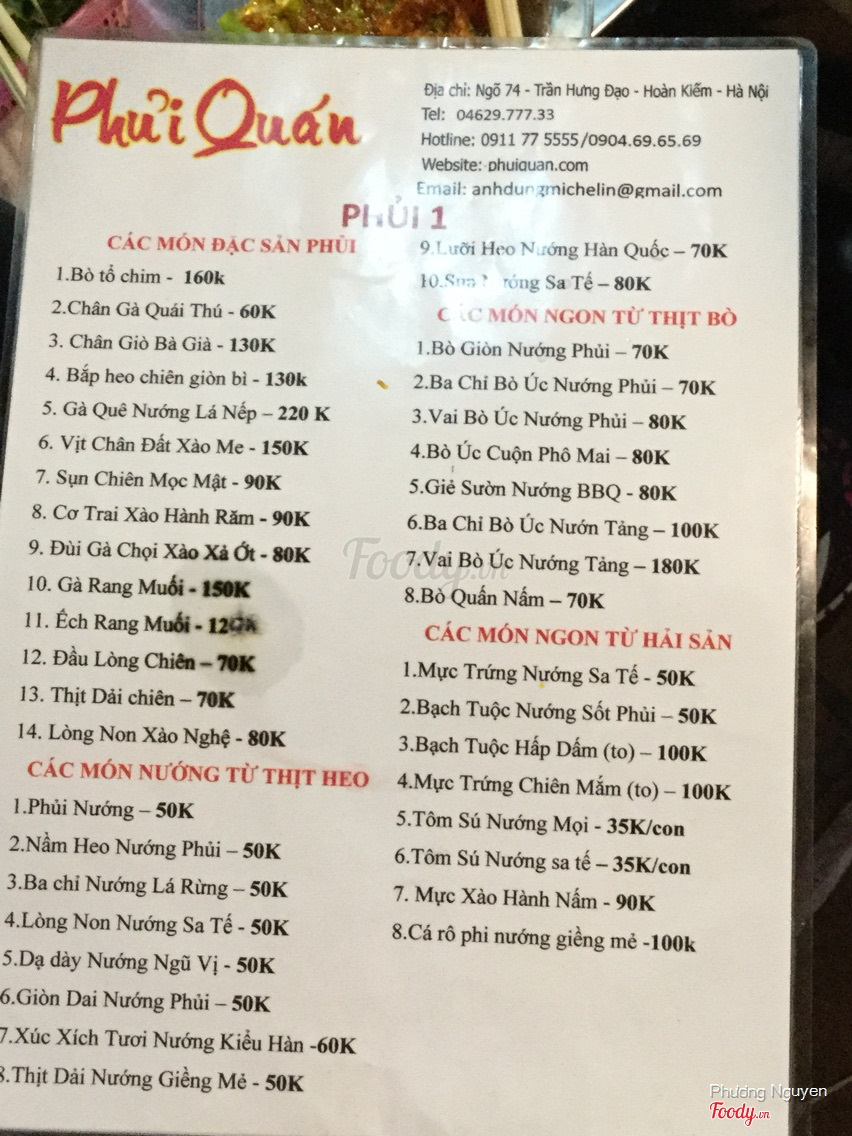 Phủi Quán
Địa chỉ: Ngõ 74 - Trần Hưng Đạo - Hoàn Kiếm - Hà Nội
Tel: 04629.777.33
Hotline: 0911 77 5555/0904.69.65.69
Website: phuiquan.com
Email: anhdungmichelin@gmail.com
PHỦI 1
CÁC MÓN ĐẶC SẢN PHỦI
1.Bò tổ chim - 160k
2.Chân Gà Quái Thú - 60K
3. Chân Giò Bà Già - 130K
4. Bắp heo chiên giòn bì - 130k
5. Gà Quê Nướng Lá Nếp – 220 K
6. Vịt Chân Đất Xào Me - 150K
7. Sụn Chiên Mọc Mật - 90K
8. Cơ Trai Xào Hành Răm - 90K
9. Đùi Gà Chọi Xào Xả Ớt - 80K
10. Gà Rang Muối - 150K
11. Ếch Rang Muối - 120K
12. Đầu Lòng Chiên – 70K
13. Thịt Dải chiên – 70K
14. Lòng Non Xào Nghệ - 80K
CÁC MÓN NƯỚNG TỪ THỊT HEO
1.Phủi Nướng – 50K
2.Nầm Heo Nướng Phủi – 50K
3.Ba chỉ Nướng Lá Rừng – 50K
4.Lòng Non Nướng Sa Tế - 50K
5.Dạ dày Nướng Ngũ Vị - 50K
6.Giòn Dai Nướng Phủi – 50K
7.Xúc Xích Tươi Nướng Kiểu Hàn -60K
8.Thịt Dải Nướng Giềng Mẻ - 50K
9.Lưỡi Heo Nướng Hàn Quốc – 70K
10.Sụn Nướng Sa Tế – 80K
CÁC MÓN NGON TỪ THỊT BÒ
1.Bò Giòn Nướng Phủi – 70K
2.Ba Chỉ Bò Úc Nướng Phủi – 70K
3.Vai Bò Úc Nướng Phủi – 80K
4.Bò Úc Cuộn Phô Mai – 80K
5.Giẻ Sườn Nướng BBQ - 80K
6.Ba Chỉ Bò Úc Nướn Tảng – 100K
7.Vai Bò Úc Nướng Tảng – 180K
8.Bò Quấn Nấm – 70K
CÁC MÓN NGON TỪ HẢI SẢN
1.Mực Trứng Nướng Sa Tế - 50K
2.Bạch Tuộc Nướng Sốt Phủi – 50K
3.Bạch Tuộc Hấp Dấm (to) – 100K
4.Mực Trứng Chiên Mắm (to) – 100K
5.Tôm Sú Nướng Mọi - 35K/con
6.Tôm Sú Nướng sa tế – 35K/con
7. Mực Xào Hành Nấm - 90K
8.Cá rô phi nướng giềng mẻ -100k
Foody.vn
Phương Nguyen
Foody.vn